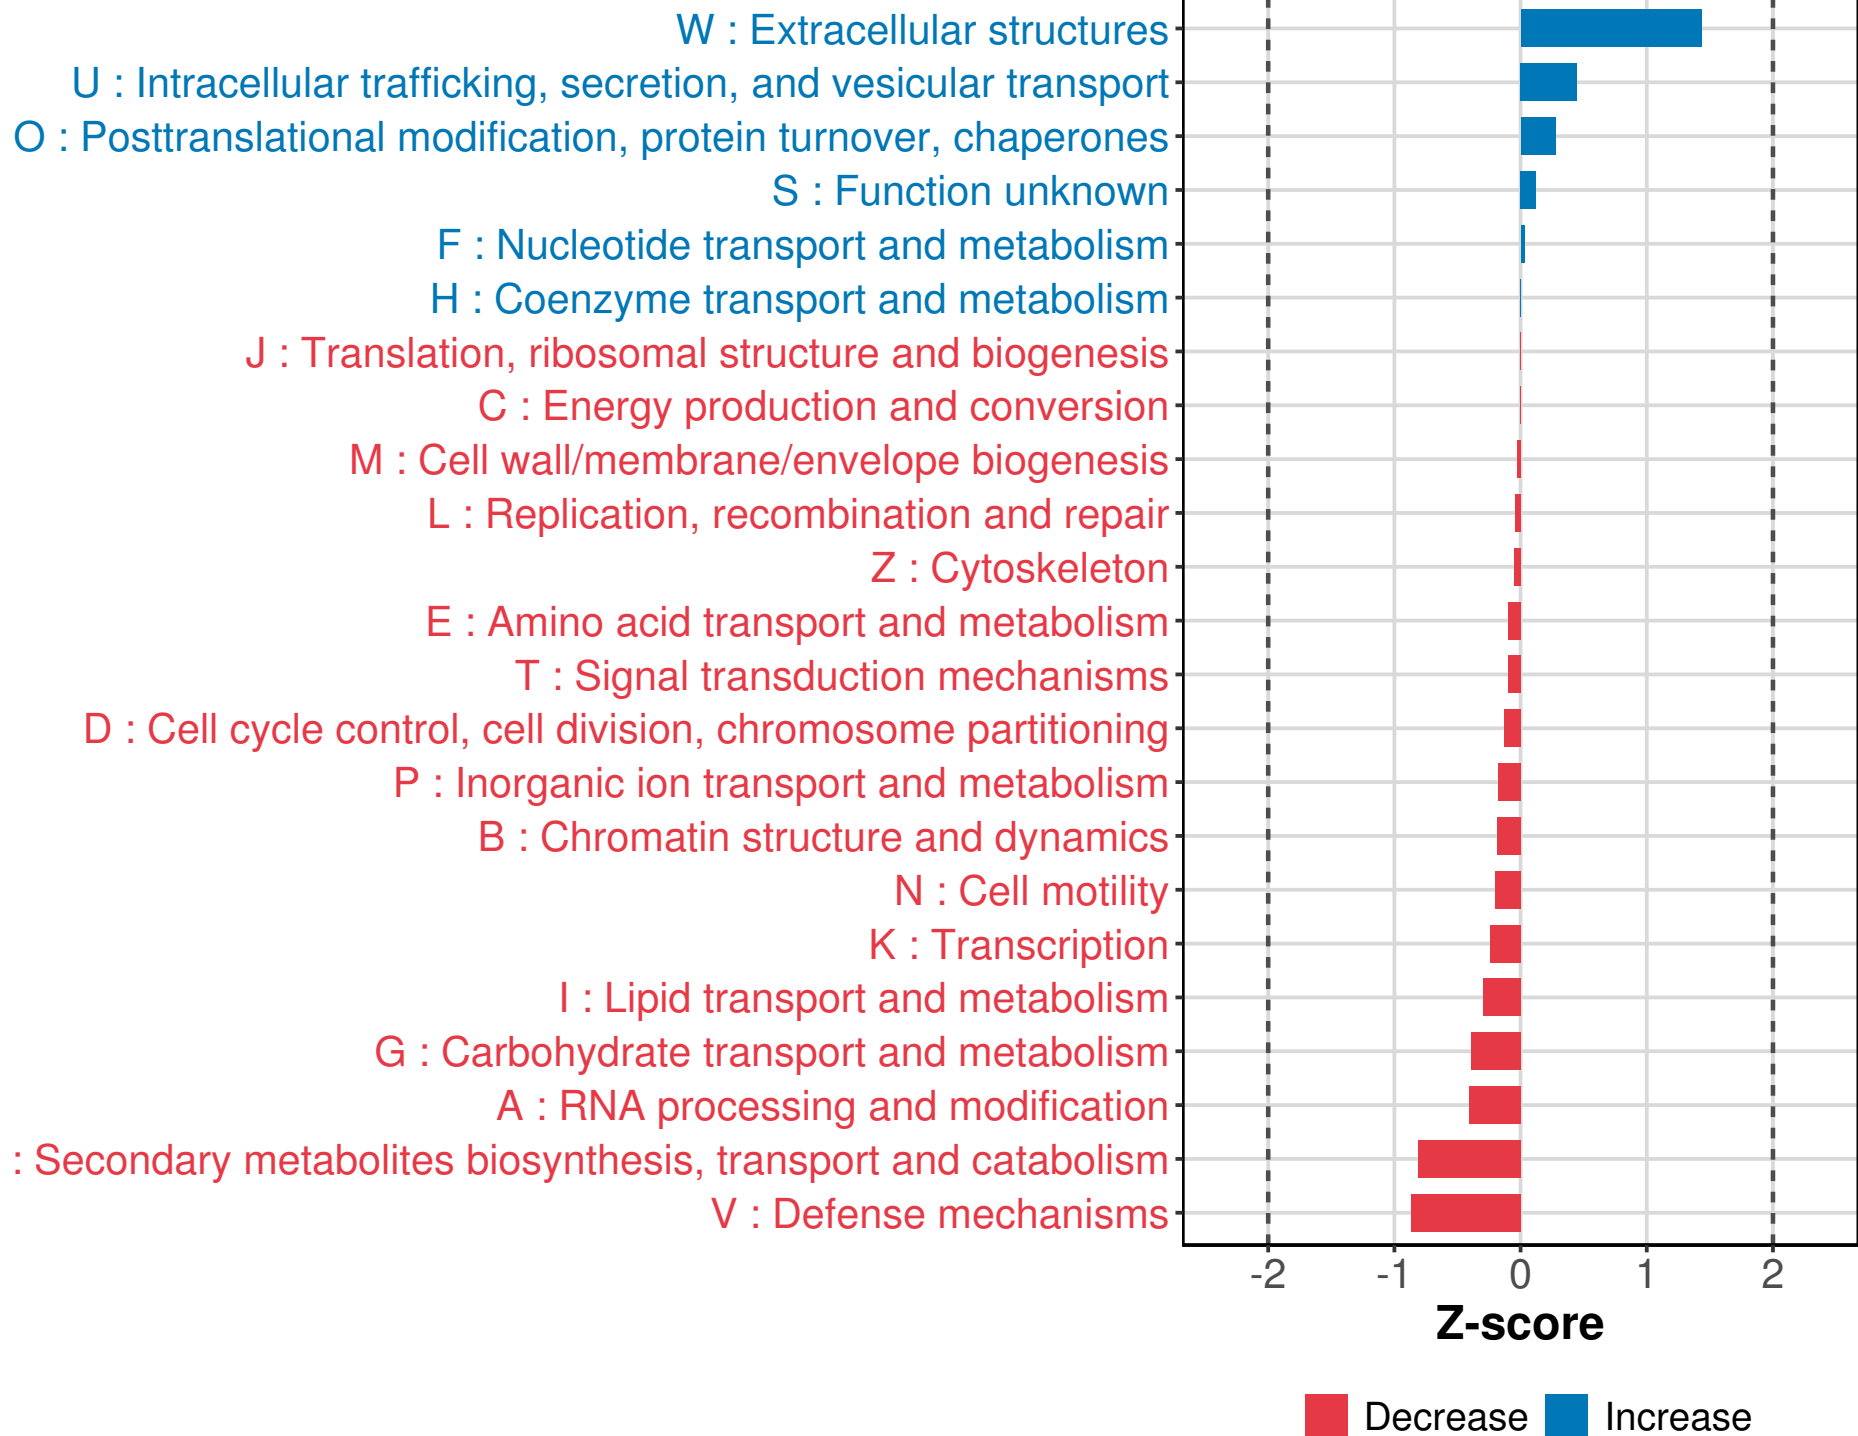 W : Extracellular structures
U : Intracellular trafficking, secretion, and vesicular transport
O : Posttranslational modification, protein turnover, chaperones
S : Function unknown
F : Nucleotide transport and metabolism
H : Coenzyme transport and metabolism
J : Translation, ribosomal structure and biogenesis
C : Energy production and conversion
M : Cell wall/membrane/envelope biogenesis
L : Replication, recombination and repair
Z : Cytoskeleton
E : Amino acid transport and metabolism
T : Signal transduction mechanisms
D : Cell cycle control, cell division, chromosome partitioning
P : Inorganic ion transport and metabolism
B : Chromatin structure and dynamics
N : Cell motility
K : Transcription
I : Lipid transport and metabolism
G : Carbohydrate transport and metabolism
A : RNA processing and modification
: Secondary metabolites biosynthesis, transport and catabolism
V : Defense mechanisms
-2 -1 0 1 2
Z-score
Decrease Increase